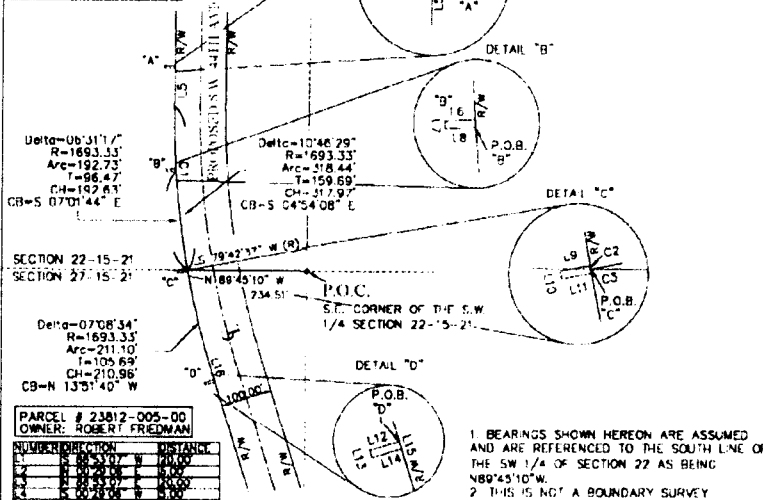 "A"
R/W
R/W
L5
"A"
DETAIL "B"
"B"
L6
R/W
L8
P.O.B.
"B"
Delta=06°31'17"
R=1693.33'
Arc=192.73'
T=96.47'
CH=192.63'
CB=S 07°01'44" E
"B"
Delta=10°46'29"
R=1693.33'
Arc=318.44'
T=159.69'
CH=317.97'
CB=S 04°54'08" E
DETAIL "C"
L9
R/W
C2
C3
L11
P.O.B.
"C"
S 79°42'37" W (R)
SECTION 22-15-21
SECTION 27-15-21
"C"
N 89°45'10" W
234.51'
P.O.C.
S.E. CORNER OF THE S.W.
1/4 SECTION 22-15-21
Delta=07°08'34"
R=1693.33'
Arc=211.10'
T=105.69'
CH=210.96'
CB=N 13°51'40" W
"D"
L16
100.00'
R/W
R/W
DETAIL "D"
P.O.B.
"D"
L12
L13
L14
L15
R/W
PARCEL # 23812-005-00
OWNER: ROBERT FRIEDMAN
NUMBER DIRECTION DISTANCE
1. BEARINGS SHOWN HEREON ARE ASSUMED
AND ARE REFERENCED TO THE SOUTH LINE OF
THE SW 1/4 OF SECTION 22 AS BEING
N89°45'10"W.
2. THIS IS NOT A BOUNDARY SURVEY